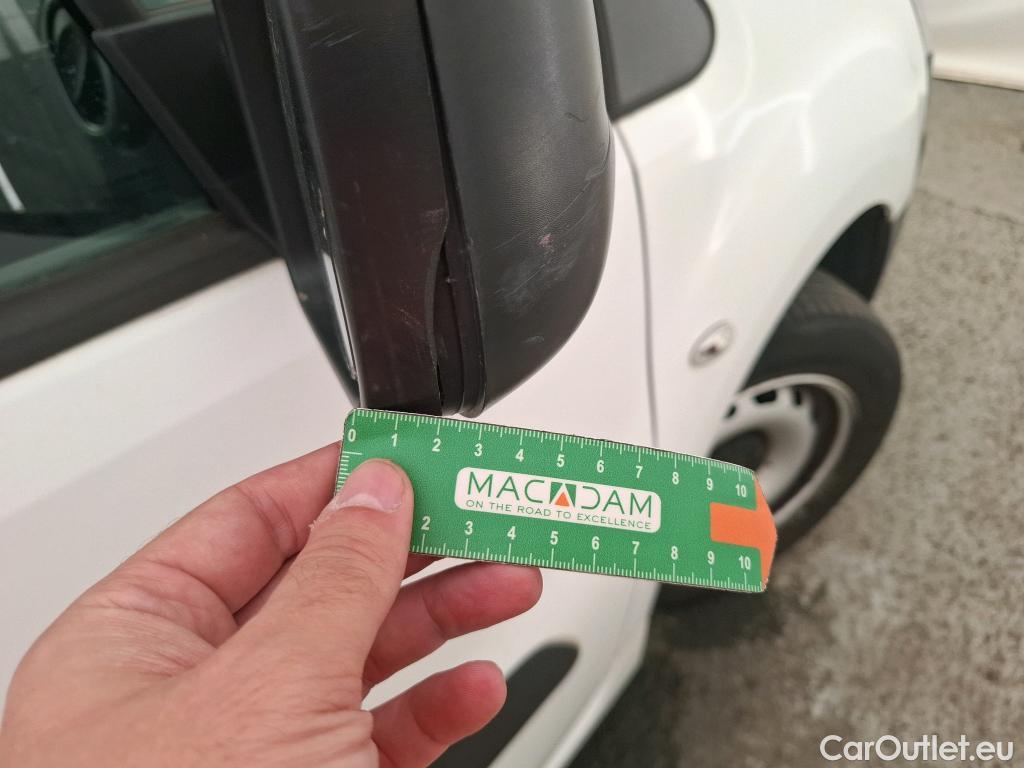 0 1 2 3 4 5 6 7 8 9 10
MACADAM
ON THE ROAD TO EXCELLENCE
2 3 4 5 6 7 8 9 10
CarOutlet.eu